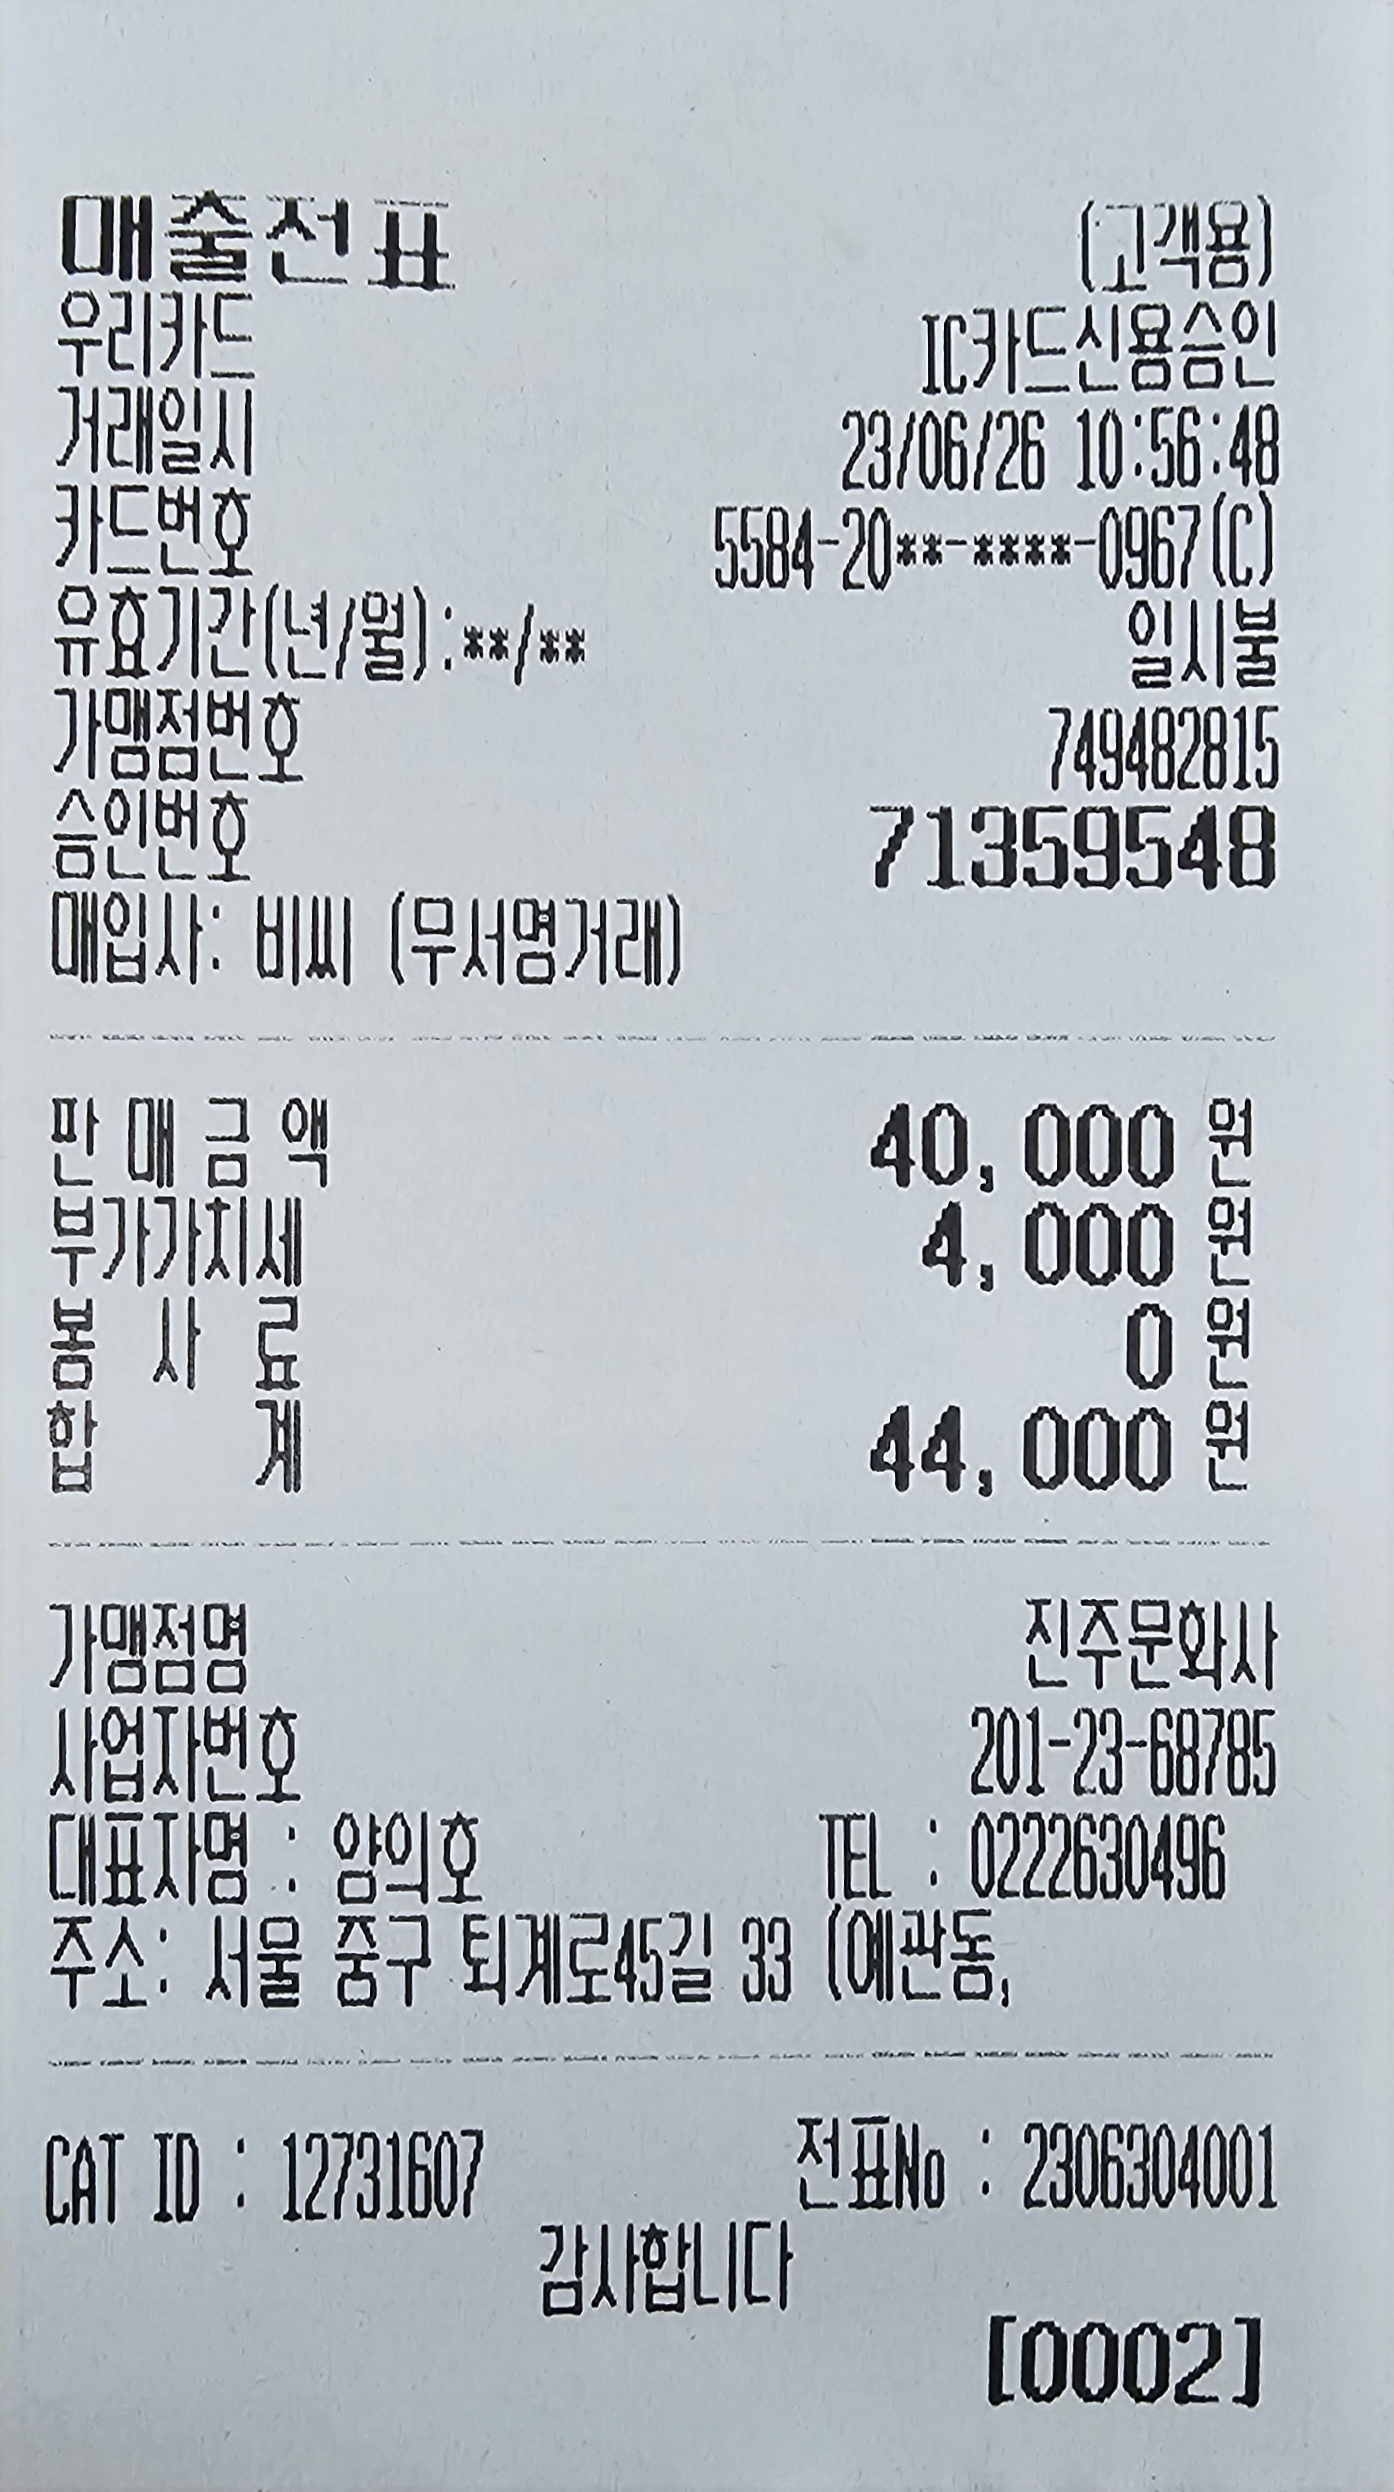 매출전표 (고객용)
우리카드 IC카드신용승인
거래일시 23/06/26 10:56:48
카드번호 5584-20**-****-0967(C)
유효기간(년/월):**/** 일시불
가맹점번호 749482815
승인번호 71359548
매입사: 비씨 (무서명거래)
판 매 금 액 40,000 원
부가가치세 4,000 원
봉 사 료 0 원
합 계 44,000 원
가맹점명 진주문화사
사업자번호 201-23-68785
대표자명 : 양의호 TEL : 0222630496
주소: 서울 중구 퇴계로45길 33 (예관동,
CAT ID : 12731607 전표No : 2306304001
감사합니다
[0002]